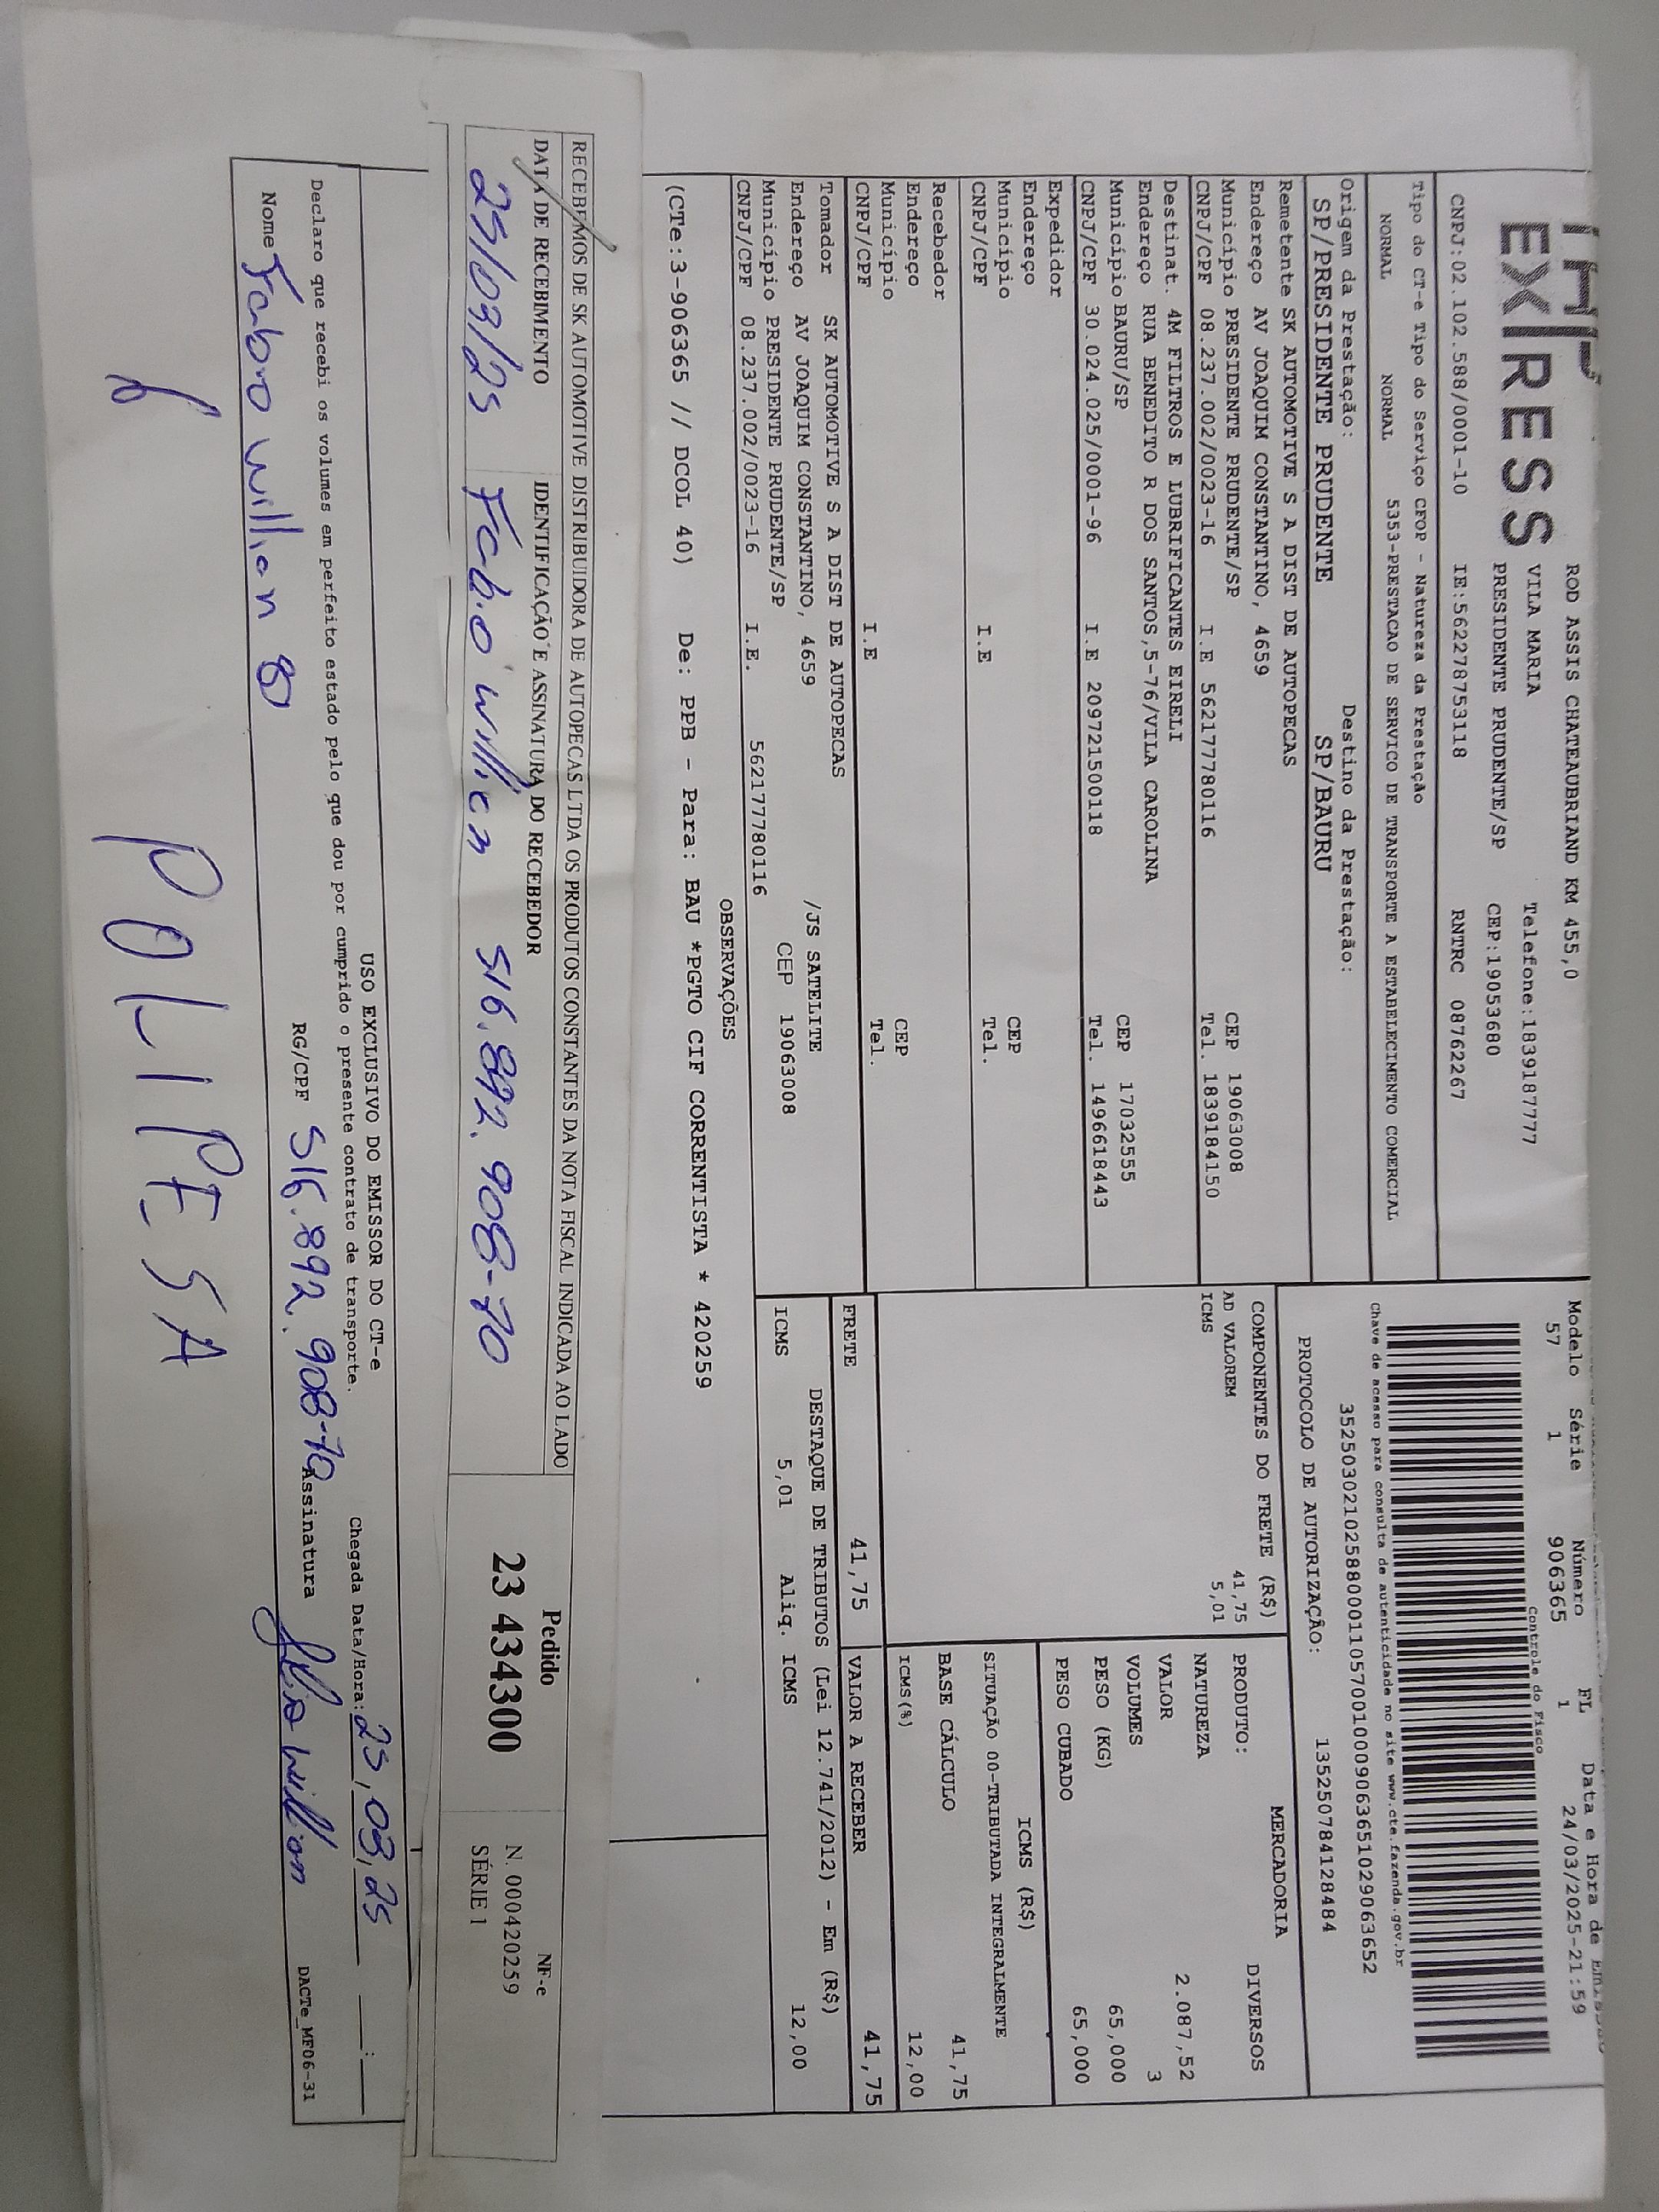 EXPRESS
ROD ASSIS CHATEAUBRIAND KM 455,0
VILA MARIA Telefone:1839187777
PRESIDENTE PRUDENTE/SP CEP:19053680
CNPJ:02.102.588/0001-10 IE:562278753118 RNTRC 08762267
Tipo do CT-e Tipo do Serviço CFOP - Natureza da Prestação
NORMAL NORMAL 5353-PRESTACAO DE SERVICO DE TRANSPORTE A ESTABELECIMENTO COMERCIAL
Origem da Prestação: Destino da Prestação:
SP/PRESIDENTE PRUDENTE SP/BAURU
Remetente SK AUTOMOTIVE S A DIST DE AUTOPECAS
Endereço AV JOAQUIM CONSTANTINO, 4659
Município PRESIDENTE PRUDENTE/SP CEP 19063008
CNPJ/CPF 08.237.002/0023-16 I.E 562177780116 Tel. 1839184150
Destinat. 4M FILTROS E LUBRIFICANTES EIRELI
Endereço RUA BENEDITO R DOS SANTOS,5-76/VILA CAROLINA
Município BAURU/SP CEP 17032555
CNPJ/CPF 30.024.025/0001-96 I.E 209721500118 Tel. 1496618443
Expedidor
Endereço
Município CEP
CNPJ/CPF I.E Tel.
Recebedor
Endereço
Município CEP
CNPJ/CPF I.E Tel.
Tomador SK AUTOMOTIVE S A DIST DE AUTOPECAS
Endereço AV JOAQUIM CONSTANTINO, 4659 /JS SATELITE
Município PRESIDENTE PRUDENTE/SP CEP 19063008
CNPJ/CPF 08.237.002/0023-16 I.E. 562177780116
Modelo Série Número FL Data e Hora de
57 1 906365 1 24/03/2025-21:59
Controle do Fisco
Chave de acesso para consulta de autenticidade no site www.cte.fazenda.gov.br
35250302102588000110570010009063651029063652
PROTOCOLO DE AUTORIZAÇÃO: 135250784128484
COMPONENTES DO FRETE (R$)
AD VALOREM 41,75
ICMS 5,01
MERCADORIA
PRODUTO: DIVERSOS
NATUREZA
VALOR 2.087,52
VOLUMES 3
PESO (KG) 65,000
PESO CUBADO 65,000
ICMS (R$)
SITUAÇÃO 00-TRIBUTADA INTEGRALMENTE
BASE CÁLCULO 41,75
ICMS(%) 12,00
FRETE 41,75 VALOR A RECEBER 41,75
DESTAQUE DE TRIBUTOS (Lei 12.741/2012) - Em (R$)
ICMS 5,01 Aliq. ICMS 12,00
OBSERVAÇÕES
(CTe:3-906365 // DCOL 40) De: PPB - Para: BAU *PGTO CIF CORRENTISTA * 420259
RECEBEMOS DE SK AUTOMOTIVE DISTRIBUIDORA DE AUTOPECAS LTDA OS PRODUTOS CONSTANTES DA NOTA FISCAL INDICADA AO LADO
DATA DE RECEBIMENTO IDENTIFICAÇÃO E ASSINATURA DO RECEBEDOR
25/03/25 Fabio willian 516.892.908-70
Pedido
23 434300
NF-e
N. 000420259
SÉRIE 1
USO EXCLUSIVO DO EMISSOR DO CT-e
Declaro que recebi os volumes em perfeito estado pelo que dou por cumprido o presente contrato de transporte.
Chegada Data/Hora: 25,03,25 __:__
Nome Fabio willian RG/CPF 516.892.908-70 Assinatura Fabio willian
DACTe_MF06-31
POLIPESA